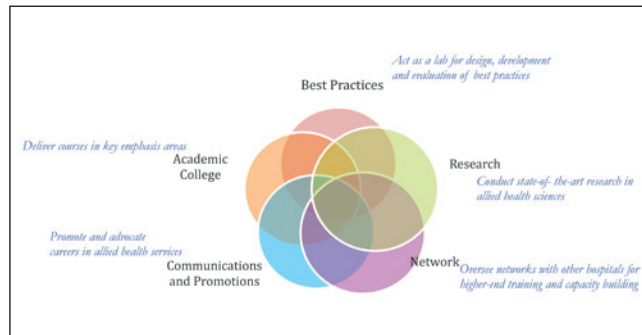 Act as a lab for design, development
and evaluation of best practices
Best Practices
Deliver courses in key emphasis areas
Academic
College
Research
Conduct state-of- the-art research in
allied health sciences
Promote and advocate
careers in allied health services
Communications
and Promotions
Network
Oversee networks with other hospitals for
higher-end training and capacity building